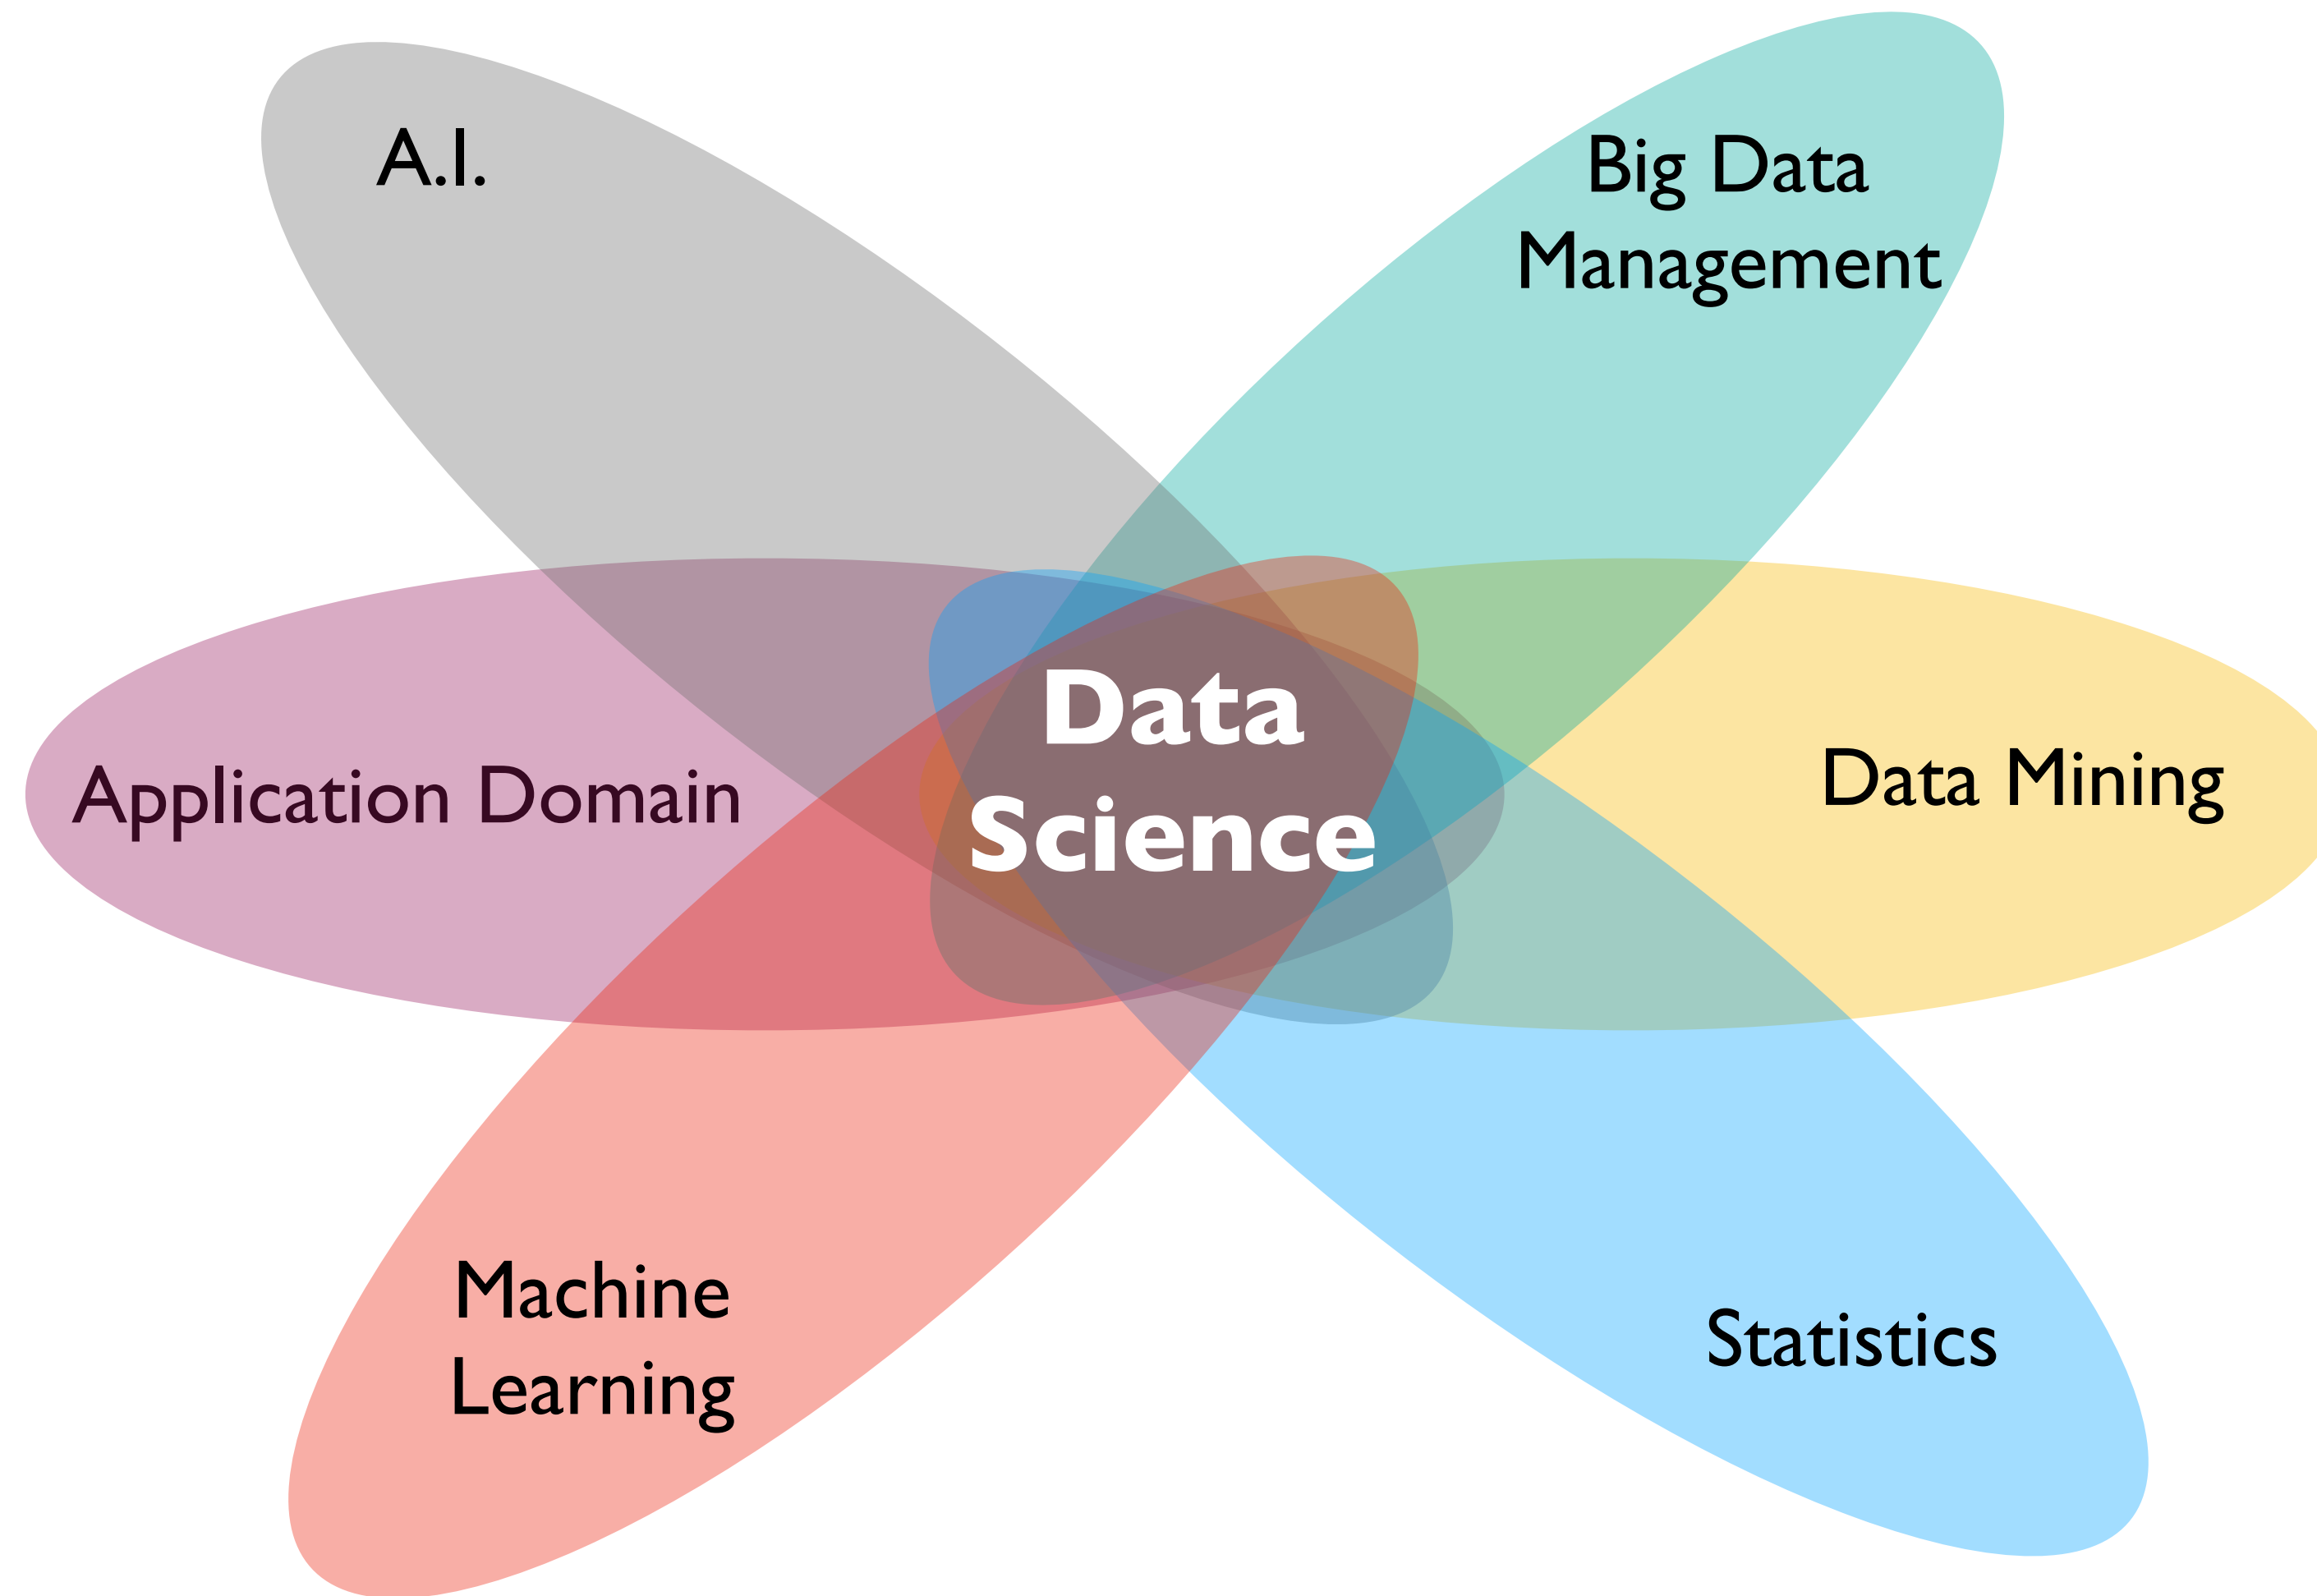 A.I.
Big Data
Management
Data
Science
Application Domain
Data Mining
Machine
Learning
Statistics